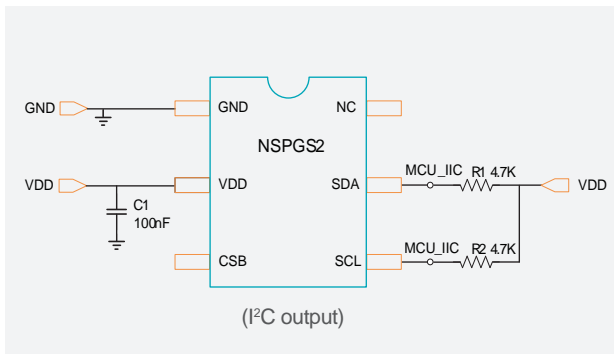 GND
GND
NC
NSPGS2
VDD
C1
100nF
VDD
SDA
MCU_IIC
R1 4.7K
VDD
CSB
SCL
MCU_IIC
R2 4.7K
(I²C output)